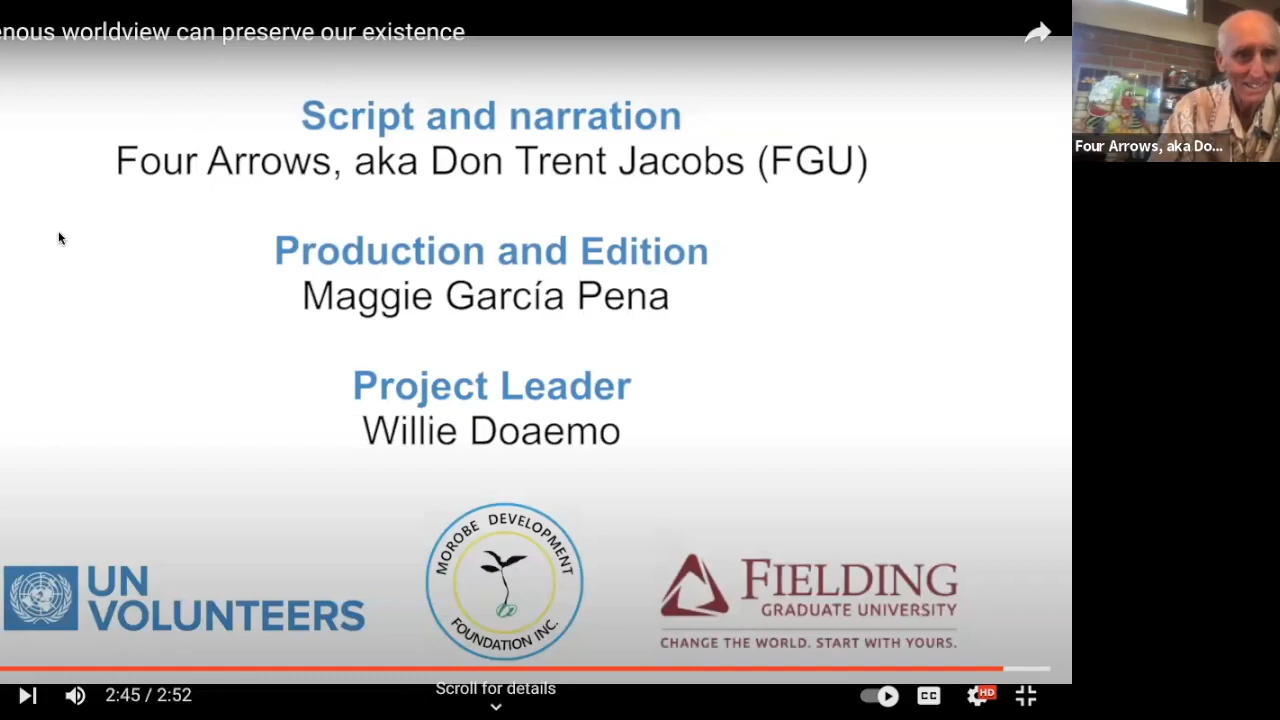 enous worldview can preserve our existence
Script and narration
Four Arrows, aka Don Trent Jacobs (FGU)
Four Arrows, aka Do...
Production and Edition
Maggie García Pena
Project Leader
Willie Doaemo
UN
VOLUNTEERS
MOROBE DEVELOPMENT
FOUNDATION INC.
FIELDING
GRADUATE UNIVERSITY
CHANGE THE WORLD. START WITH YOURS.
2:45 / 2:52
Scroll for details
CC
HD